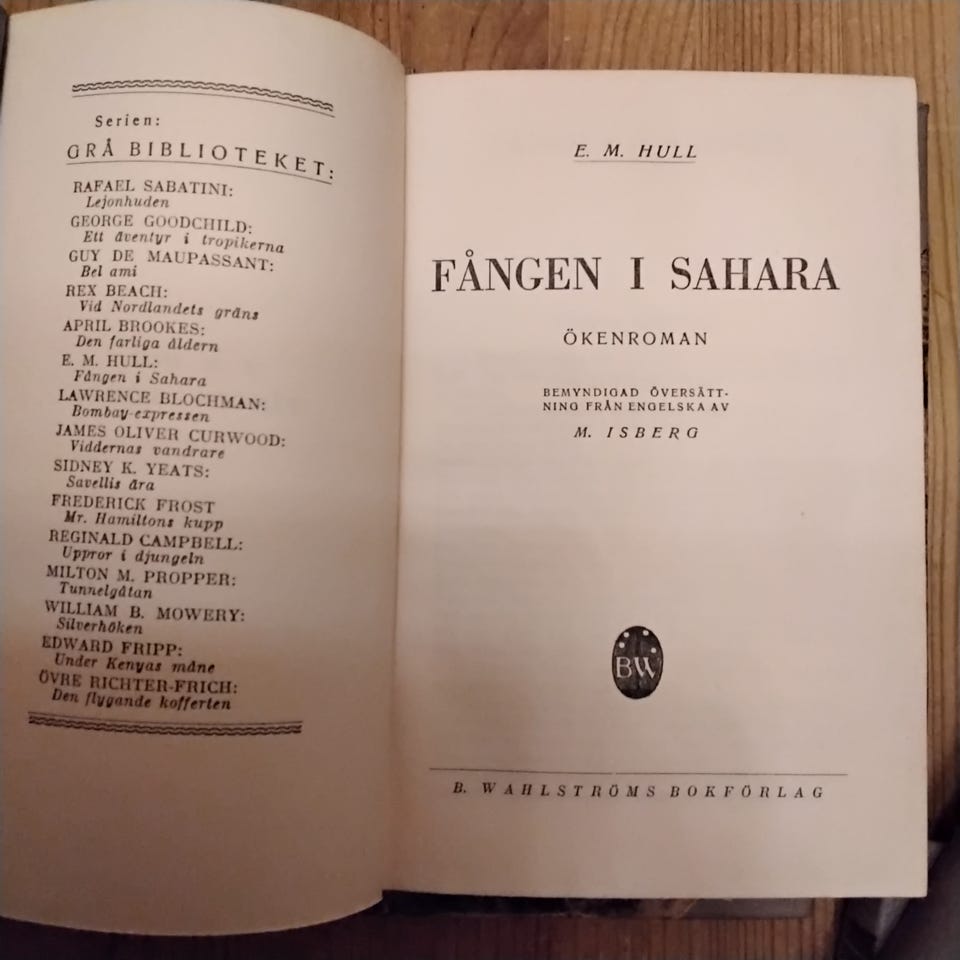 Serien:
GRÅ BIBLIOTEKET:
RAFAEL SABATINI:
Lejonhuden
GEORGE GOODCHILD:
Ett äventyr i tropikerna
GUY DE MAUPASSANT:
Bel ami
REX BEACH:
Vid Nordlandets gräns
APRIL BROOKES:
Den farliga åldern
E. M. HULL:
Fången i Sahara
LAWRENCE BLOCHMAN:
Bombay-expressen
JAMES OLIVER CURWOOD:
Viddernas vandrare
SIDNEY K. YEATS:
Savellis ära
FREDERICK FROST
Mr. Hamiltons kupp
REGINALD CAMPBELL:
Uppror i djungeln
MILTON M. PROPPER:
Tunnelgåtan
WILLIAM B. MOWERY:
Silverhöken
EDWARD FRIPP:
Under Kenyas måne
ÖVRE RICHTER-FRICH:
Den flygande kofferten
E. M. HULL
FÅNGEN I SAHARA
ÖKENROMAN
BEMYNDIGAD ÖVERSÄTT-
NING FRÅN ENGELSKA AV
M. ISBERG
BW
B. WAHLSTRÖMS BOKFÖRLAG